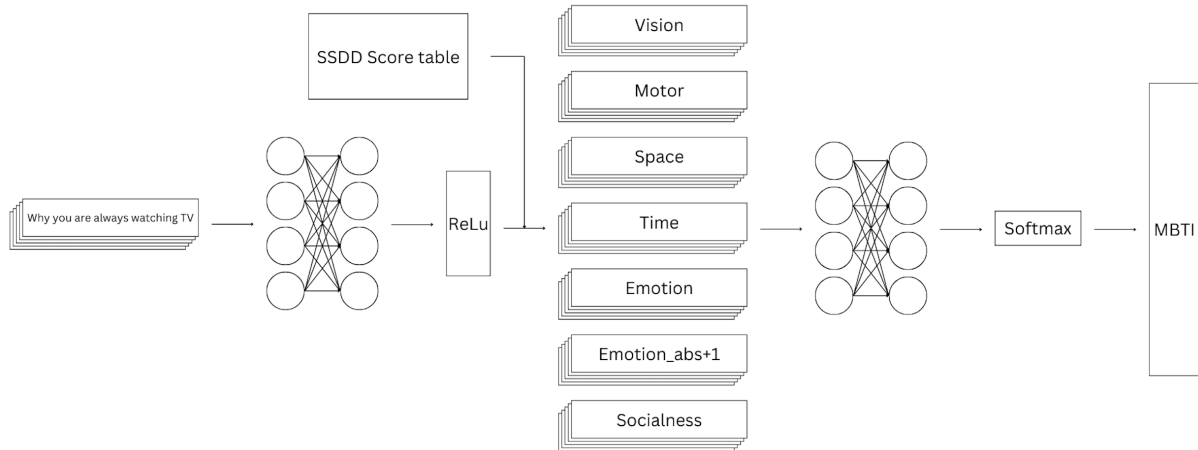 SSDD Score table
Why you are always watching TV
ReLu
Vision
Motor
Space
Time
Emotion
Emotion_abs+1
Socialness
Softmax
MBTI